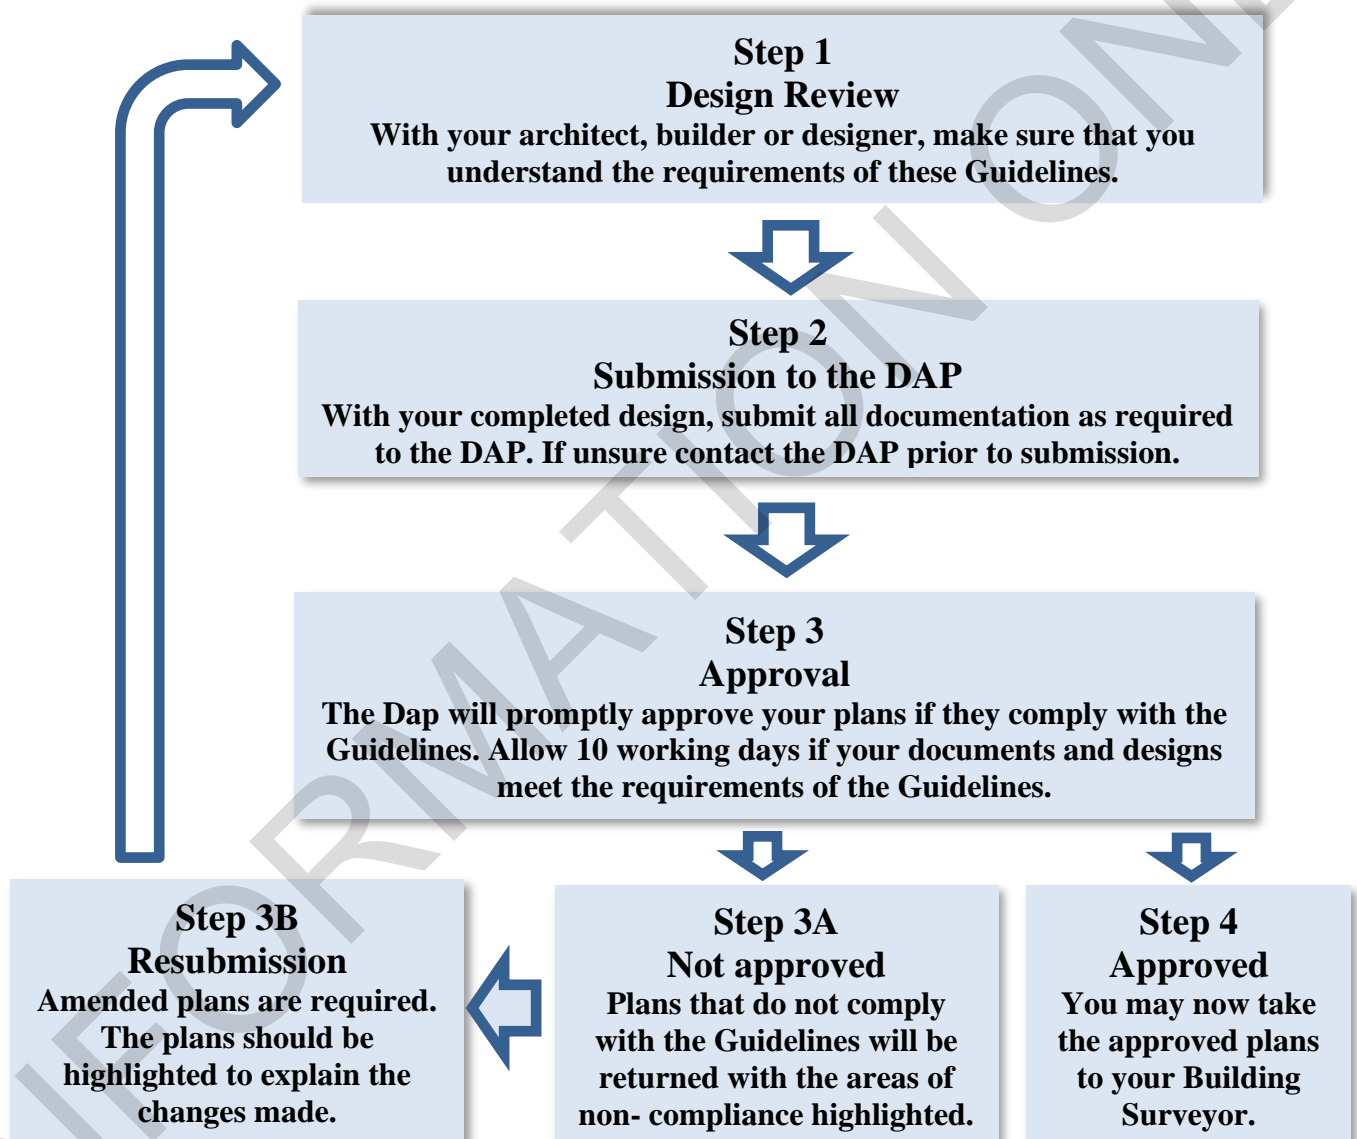 Step 1
Design Review
With your architect, builder or designer, make sure that you
understand the requirements of these Guidelines.
Step 2
Submission to the DAP
With your completed design, submit all documentation as required
to the DAP. If unsure contact the DAP prior to submission.
Step 3
Approval
The Dap will promptly approve your plans if they comply with the
Guidelines. Allow 10 working days if your documents and designs
meet the requirements of the Guidelines.
Step 3B
Resubmission
Amended plans are required.
The plans should be
highlighted to explain the
changes made.
Step 3A
Not approved
Plans that do not comply
with the Guidelines will be
returned with the areas of
non- compliance highlighted.
Step 4
Approved
You may now take
the approved plans
to your Building
Surveyor.